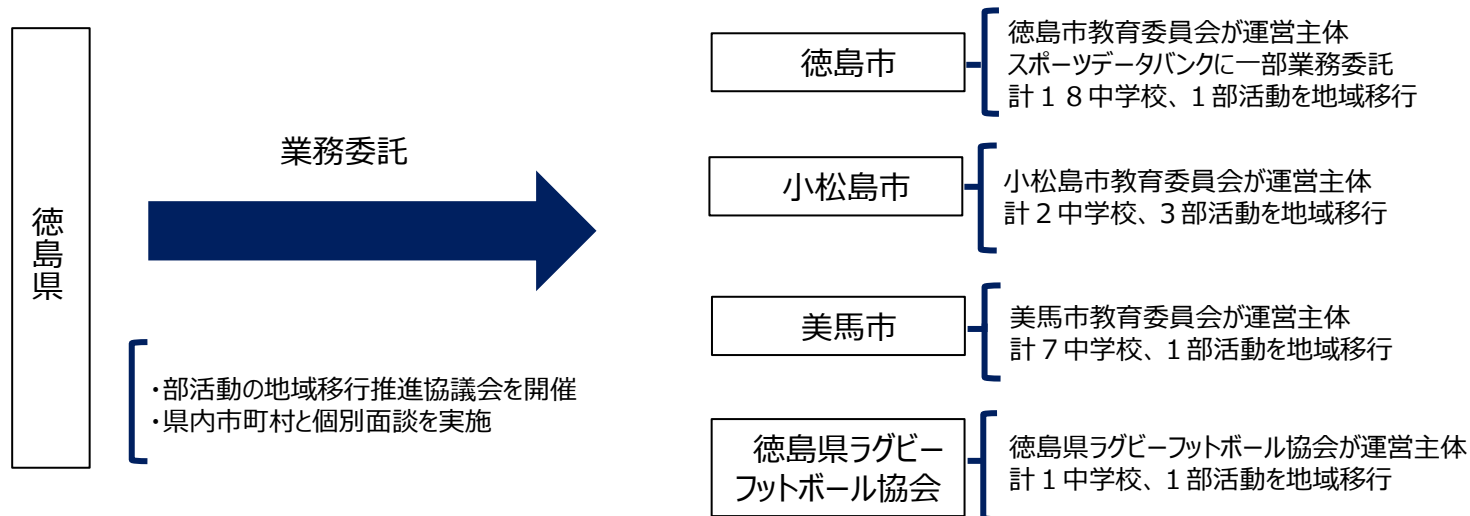 徳島県
業務委託
・部活動の地域移行推進協議会を開催
・県内市町村と個別面談を実施
徳島市
徳島市教育委員会が運営主体
スポーツデータバンクに一部業務委託
計１８中学校、１部活動を地域移行
小松島市
小松島市教育委員会が運営主体
計２中学校、３部活動を地域移行
美馬市
美馬市教育委員会が運営主体
計７中学校、１部活動を地域移行
徳島県ラグビー
フットボール協会
徳島県ラグビーフットボール協会が運営主体
計１中学校、１部活動を地域移行